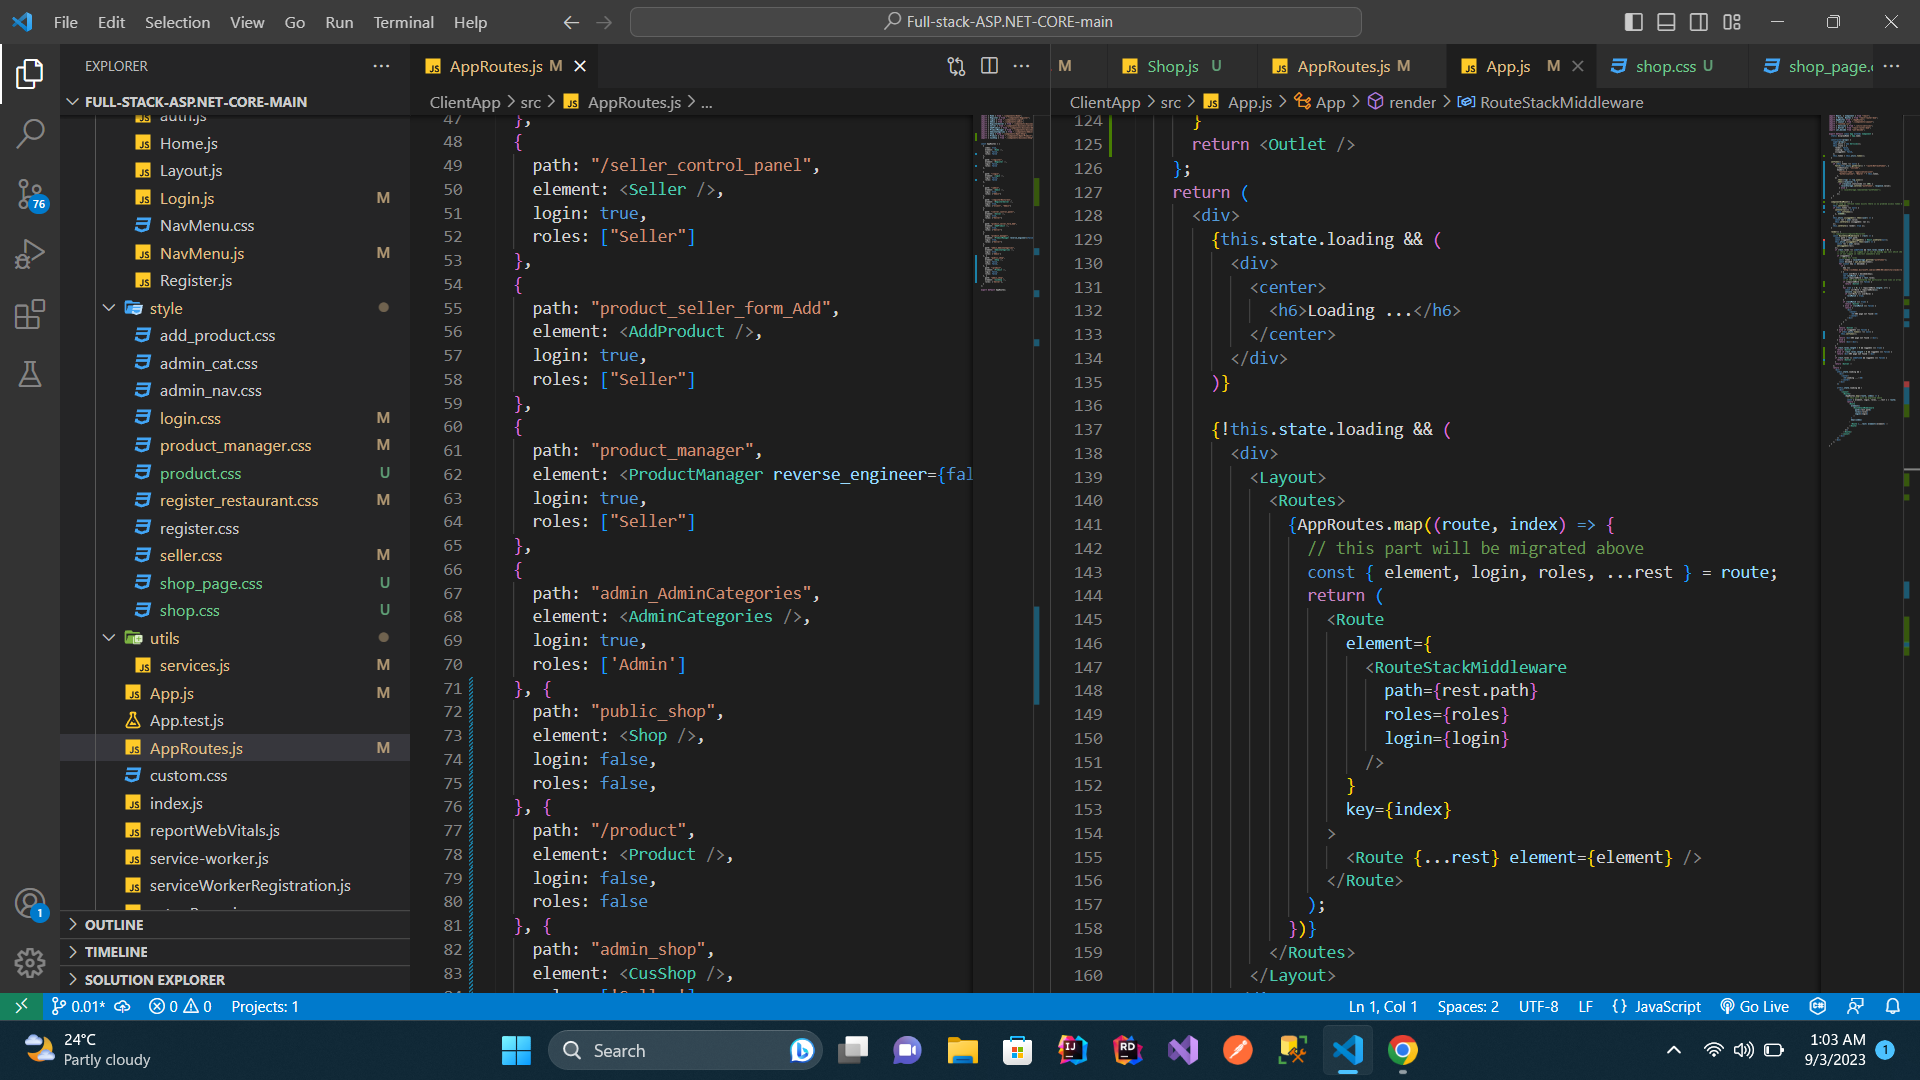 File Edit Selection View Go Run Terminal Help
Full-stack-ASP.NET-CORE-main
EXPLORER
FULL-STACK-ASP.NET-CORE-MAIN
auth.js
Home.js
Layout.js
Login.js M
NavMenu.css
NavMenu.js M
Register.js
style
add_product.css
admin_cat.css
admin_nav.css
login.css M
product_manager.css M
product.css U
register_restaurant.css M
register.css
seller.css M
shop_page.css U
shop.css U
utils
services.js M
App.js M
App.test.js
AppRoutes.js M
custom.css
index.js
reportWebVitals.js
service-worker.js
serviceWorkerRegistration.js
OUTLINE
TIMELINE
SOLUTION EXPLORER
76
1
AppRoutes.js M
ClientApp > src > AppRoutes.js > ...
47 },
48 {
49 path: "/seller_control_panel",
50 element: <Seller />,
51 login: true,
52 roles: ["Seller"]
53 },
54 {
55 path: "product_seller_form_Add",
56 element: <AddProduct />,
57 login: true,
58 roles: ["Seller"]
59 },
60 {
61 path: "product_manager",
62 element: <ProductManager reverse_engineer={fal
63 login: true,
64 roles: ["Seller"]
65 },
66 {
67 path: "admin_AdminCategories",
68 element: <AdminCategories />,
69 login: true,
70 roles: ['Admin']
71 }, {
72 path: "public_shop",
73 element: <Shop />,
74 login: false,
75 roles: false,
76 }, {
77 path: "/product",
78 element: <Product />,
79 login: false,
80 roles: false
81 }, {
82 path: "admin_shop",
83 element: <CusShop />,
M Shop.js U AppRoutes.js M App.js M shop.css U shop_page.c
ClientApp > src > App.js > App > render > RouteStackMiddleware
124 }
125 return <Outlet />
126 };
127 return (
128 <div>
129 {this.state.loading && (
130 <div>
131 <center>
132 <h6>Loading ...</h6>
133 </center>
134 </div>
135 )}
136
137 {!this.state.loading && (
138 <div>
139 <Layout>
140 <Routes>
141 {AppRoutes.map((route, index) => {
142 // this part will be migrated above
143 const { element, login, roles, ...rest } = route;
144 return (
145 <Route
146 element={
147 <RouteStackMiddleware
148 path={rest.path}
149 roles={roles}
150 login={login}
151 />
152 }
153 key={index}
154 >
155 <Route {...rest} element={element} />
156 </Route>
157 );
158 })}
159 </Routes>
160 </Layout>
0.01* 0 0 Projects: 1
Ln 1, Col 1 Spaces: 2 UTF-8 LF {} JavaScript Go Live
24°C
Partly cloudy
Search
1:03 AM
9/3/2023
1